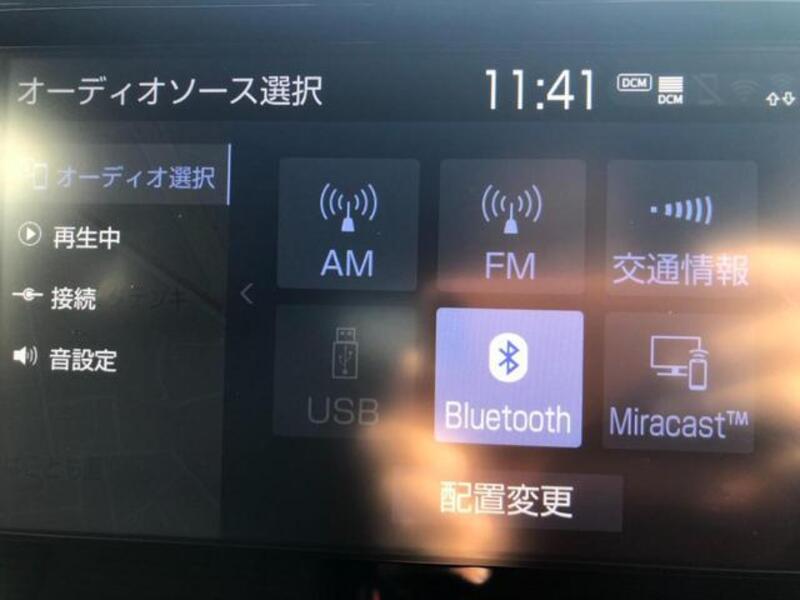 オーディオソース選択 11:41 DCM DCM
オーディオ選択
再生中
接続
音設定
AM FM 交通情報
USB Bluetooth Miracast™
配置変更